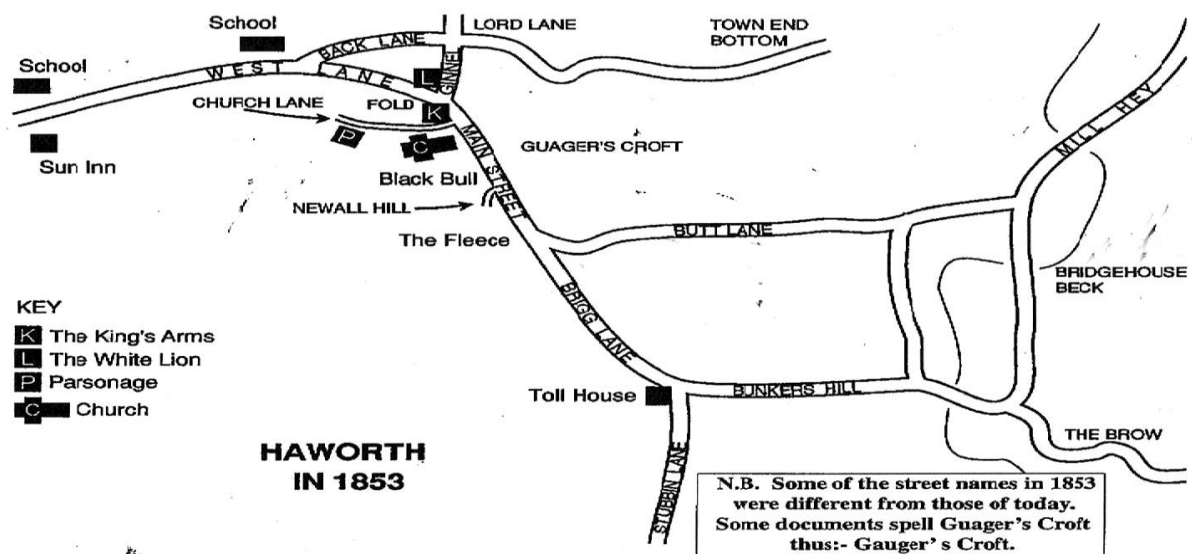 School
LORD LANE
TOWN END
BOTTOM
School
BACK LANE
GINNEL
WEST LANE
L
CHURCH LANE
FOLD
K
MILL HEY
P
C
MAIN STREET
GUAGER'S CROFT
Sun Inn
Black Bull
NEWALL HILL
The Fleece
BUTT LANE
BRIDGEHOUSE
BECK
KEY
K The King's Arms
L The White Lion
P Parsonage
C Church
BRIGG LANE
Toll House
BUNKERS HILL
THE BROW
STUBBIN LANE
HAWORTH
IN 1853
N.B. Some of the street names in 1853
were different from those of today.
Some documents spell Guager's Croft
thus:- Gauger's Croft.